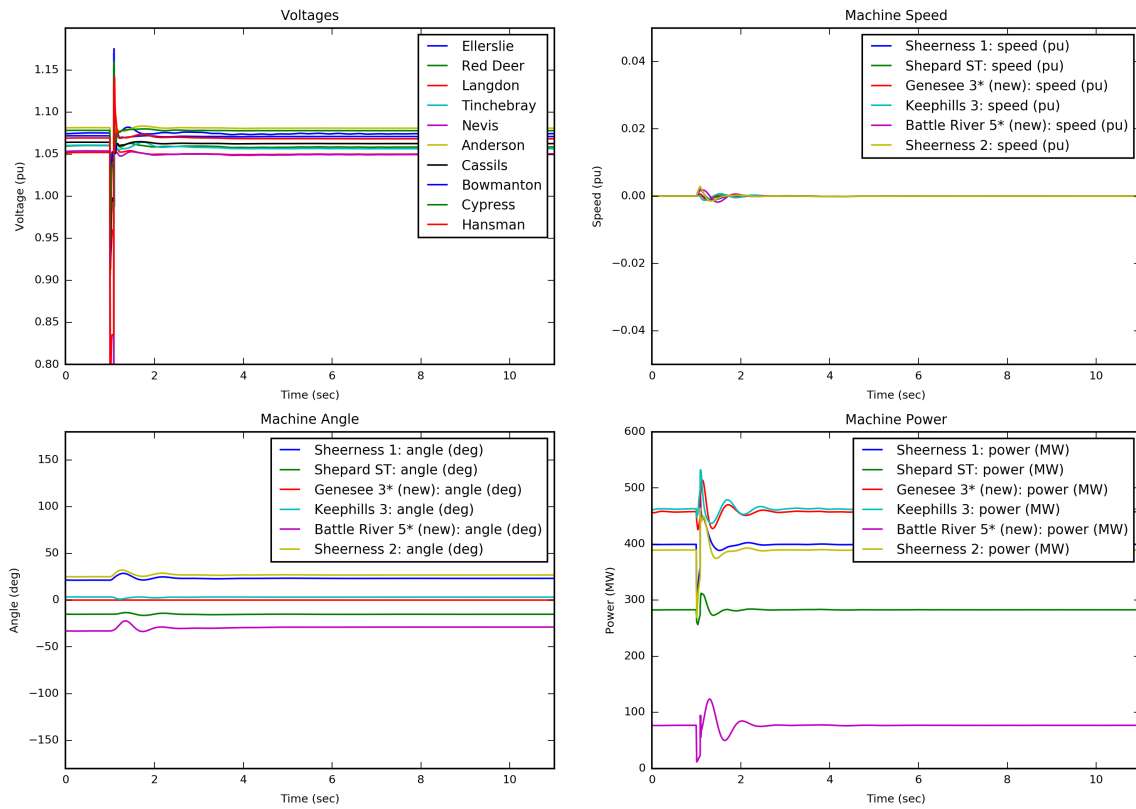 Voltages
1.15
1.10
1.05
1.00
0.95
0.90
0.85
0.80
Voltage (pu)
0 2 4 6 8 10
Time (sec)
Ellerslie
Red Deer
Langdon
Tinchebray
Nevis
Anderson
Cassils
Bowmanton
Cypress
Hansman
Machine Speed
0.04
0.02
0.00
−0.02
−0.04
Speed (pu)
0 2 4 6 8 10
Time (sec)
Sheerness 1: speed (pu)
Shepard ST: speed (pu)
Genesee 3* (new): speed (pu)
Keephills 3: speed (pu)
Battle River 5* (new): speed (pu)
Sheerness 2: speed (pu)
Machine Angle
150
100
50
0
−50
−100
−150
Angle (deg)
0 2 4 6 8 10
Time (sec)
Sheerness 1: angle (deg)
Shepard ST: angle (deg)
Genesee 3* (new): angle (deg)
Keephills 3: angle (deg)
Battle River 5* (new): angle (deg)
Sheerness 2: angle (deg)
Machine Power
600
500
400
300
200
100
0
Power (MW)
0 2 4 6 8 10
Time (sec)
Sheerness 1: power (MW)
Shepard ST: power (MW)
Genesee 3* (new): power (MW)
Keephills 3: power (MW)
Battle River 5* (new): power (MW)
Sheerness 2: power (MW)